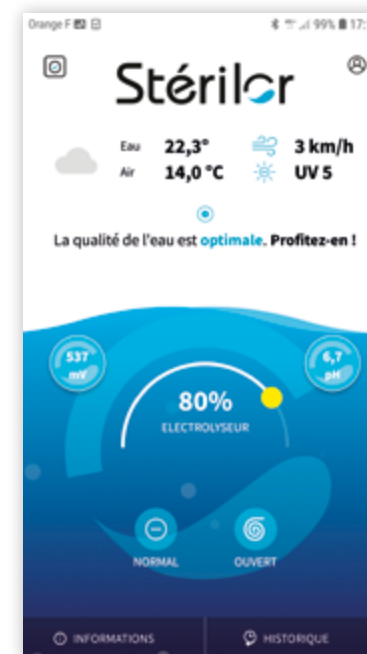 Orange F
99% 17:
Stérilor
Eau 22,3° 3 km/h
Air 14,0 °C UV 5
La qualité de l'eau est optimale. Profitez-en !
537 mV
6,7 pH
80%
ELECTROLYSEUR
NORMAL OUVERT
INFORMATIONS HISTORIQUE